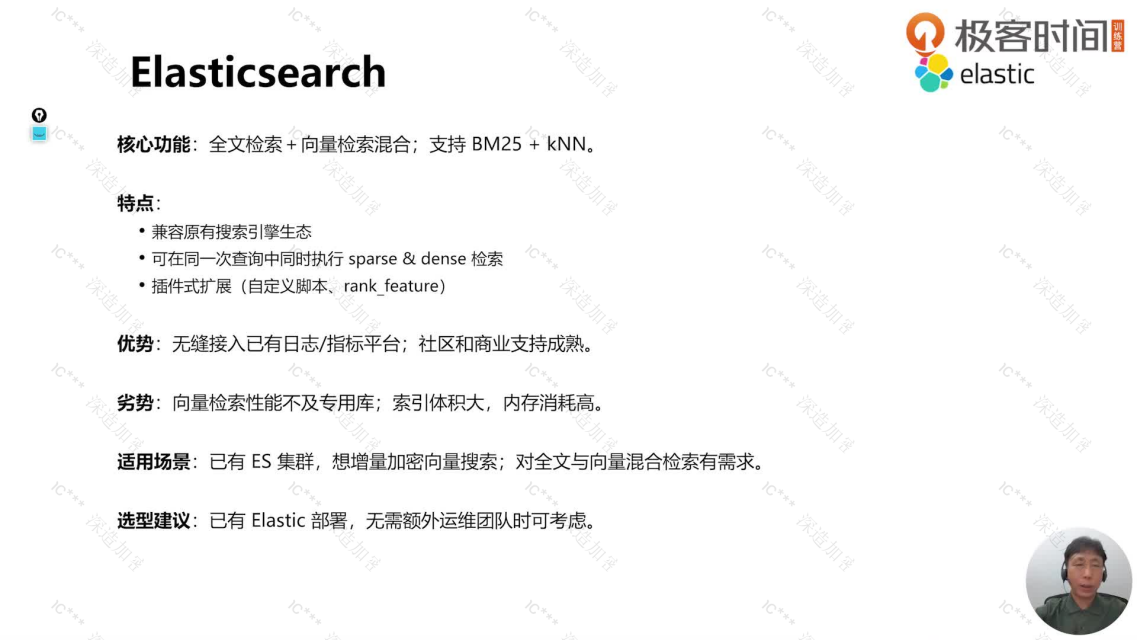 极客时间 训练营
Elasticsearch
elastic
核心功能：全文检索＋向量检索混合；支持 BM25 + kNN。
特点：
• 兼容原有搜索引擎生态
• 可在同一次查询中同时执行 sparse & dense 检索
• 插件式扩展（自定义脚本、rank_feature）
优势：无缝接入已有日志/指标平台；社区和商业支持成熟。
劣势：向量检索性能不及专用库；索引体积大，内存消耗高。
适用场景：已有 ES 集群，想增量加密向量搜索；对全文与向量混合检索有需求。
选型建议：已有 Elastic 部署，无需额外运维团队时可考虑。